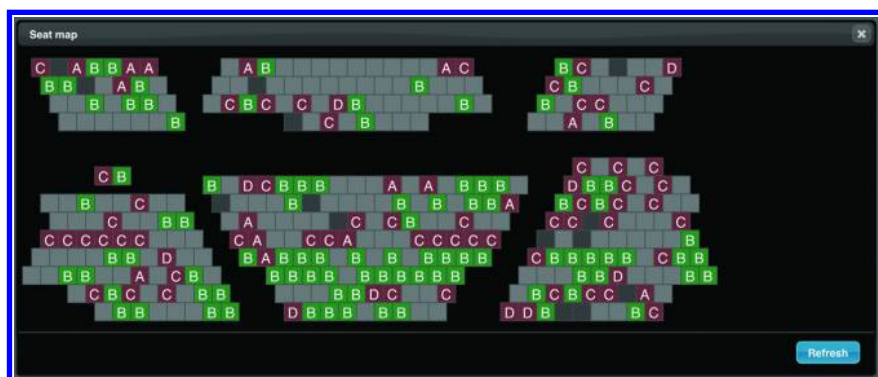 Seat map
C A B B A A
A B
A C
B C
D
B B
A B
B
C B
C
B
B B
C B C
C
D B
B
B
C C
B
C
B
A
B
C B
B
D C B B B
A
A
B B B
C
C
C
D B B C
C
B
C
B
B
B
B B A
B C B C
C
C
B B
A
C
C B
C
C C
C
C
C C C C C C
C A
C C A
C C C C C
B
B B
D
B A B B B
B
B
B B B B
C B B B B B
C B B
B B
A
C B
B B B B
B B B B B B
B B D
B B
C B C
C
B B
B B D C
C
B C B C C
A
B B
B B
D B B B
B B
D D B
B C
Refresh